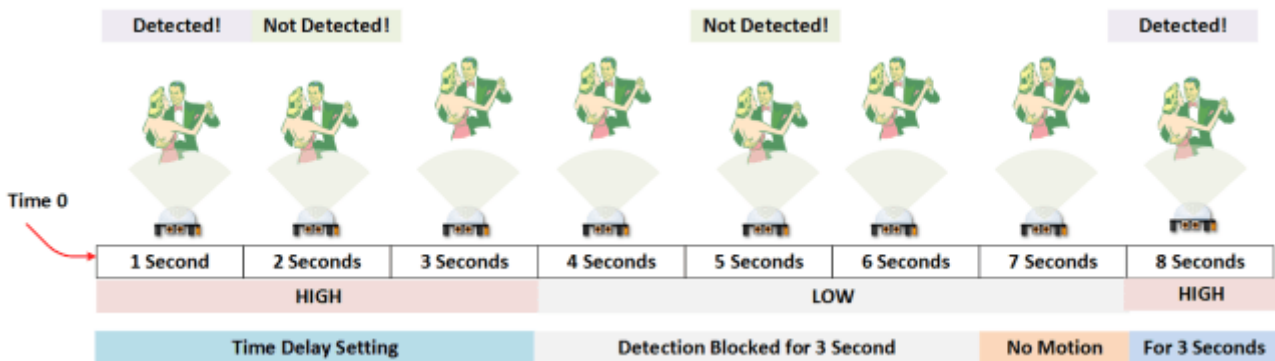 Detected! Not Detected! Not Detected! Detected!
Time 0
1 Second 2 Seconds 3 Seconds 4 Seconds 5 Seconds 6 Seconds 7 Seconds 8 Seconds
HIGH LOW HIGH
Time Delay Setting Detection Blocked for 3 Second No Motion For 3 Seconds